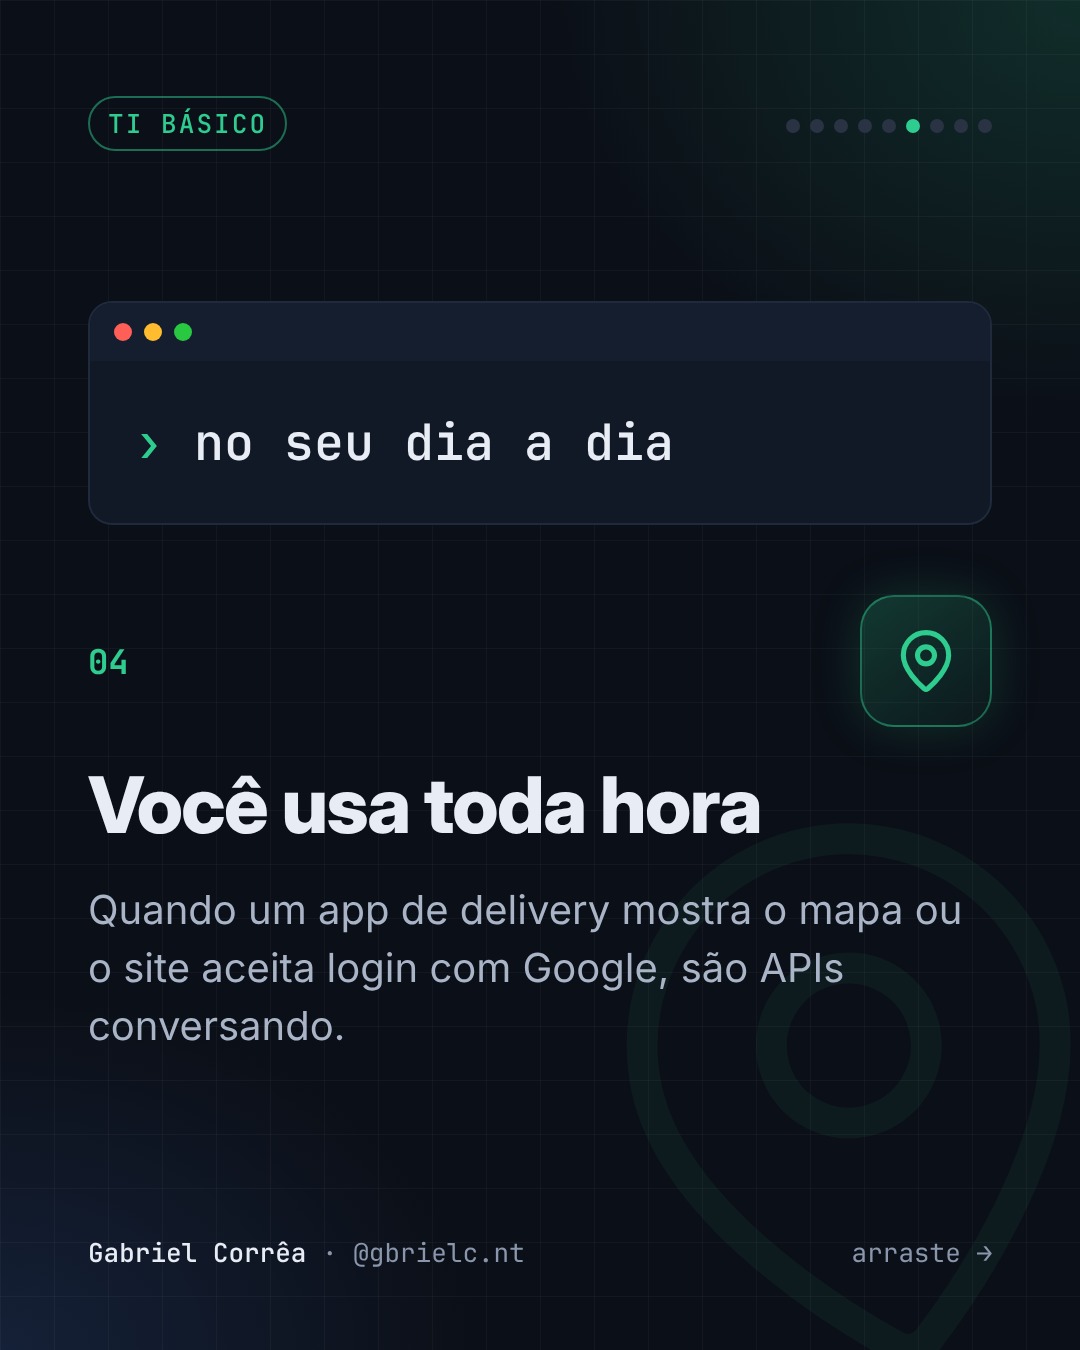 TI BÁSICO
› no seu dia a dia
04
Você usa toda hora
Quando um app de delivery mostra o mapa ou
o site aceita login com Google, são APIs
conversando.
Gabriel Corrêa · @gbrielc.nt
arraste →